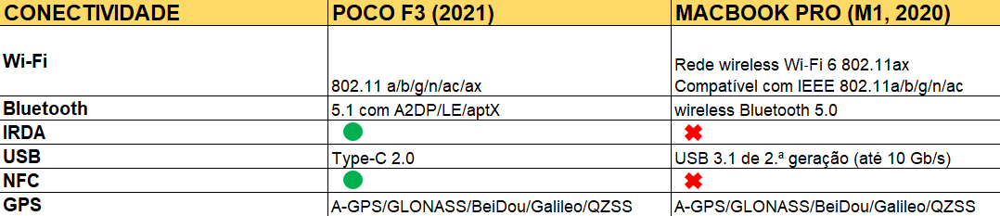 CONECTIVIDADE POCO F3 (2021) MACBOOK PRO (M1, 2020)
Wi-Fi 802.11 a/b/g/n/ac/ax Rede wireless Wi-Fi 6 802.11ax
Compatível com IEEE 802.11a/b/g/n/ac
Bluetooth 5.1 com A2DP/LE/aptX wireless Bluetooth 5.0
IRDA
USB Type-C 2.0 USB 3.1 de 2.ª geração (até 10 Gb/s)
NFC
GPS A-GPS/GLONASS/BeiDou/Galileo/QZSS A-GPS/GLONASS/BeiDou/Galileo/QZSS